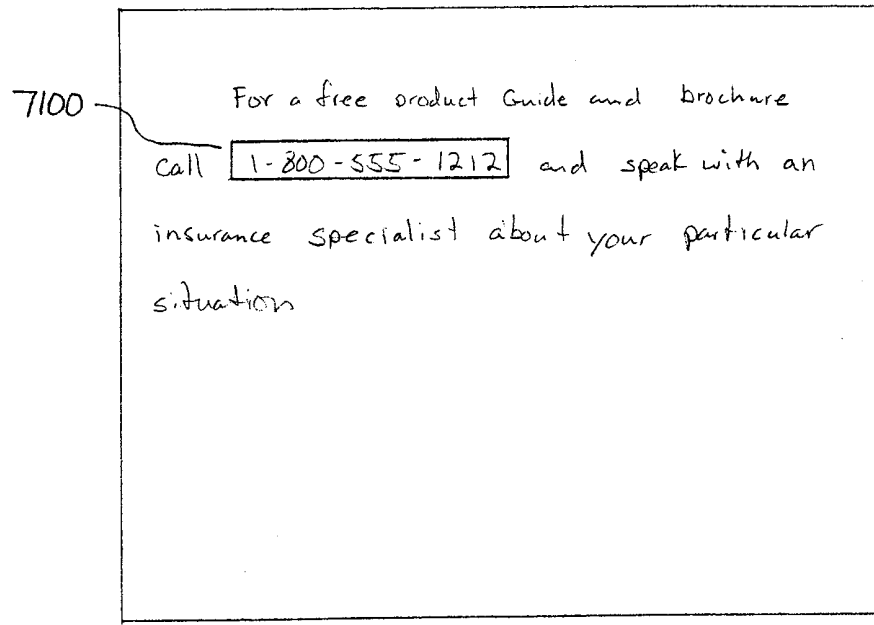 7100
For a free product Guide and brochure
Call 1-800-555-1212 and speak with an
insurance specialist about your particular
situation